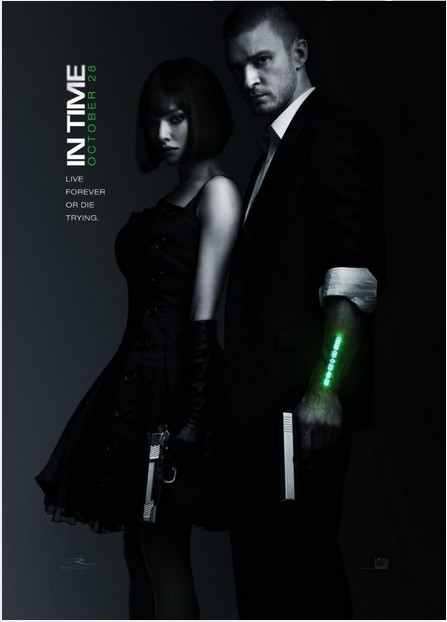 IN TIME
OCTOBER 28
LIVE
FOREVER
OR DIE
TRYING.